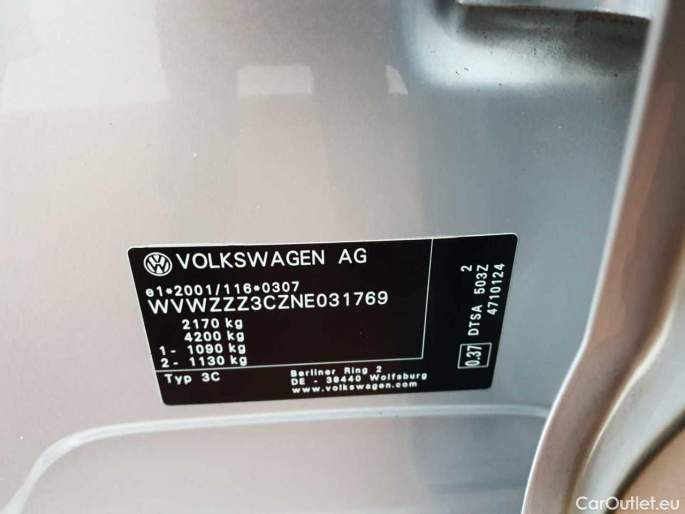 VOLKSWAGEN AG
e1*2001/116*0307
WVWZZZ3CZNE031769
2170 kg
4200 kg
1- 1090 kg
2- 1130 kg
Typ 3C
Berliner Ring 2
DE - 38440 Wolfsburg
www.volkswagen.com
0.37
DTSA 503Z 2
4710124
CarOutlet.eu